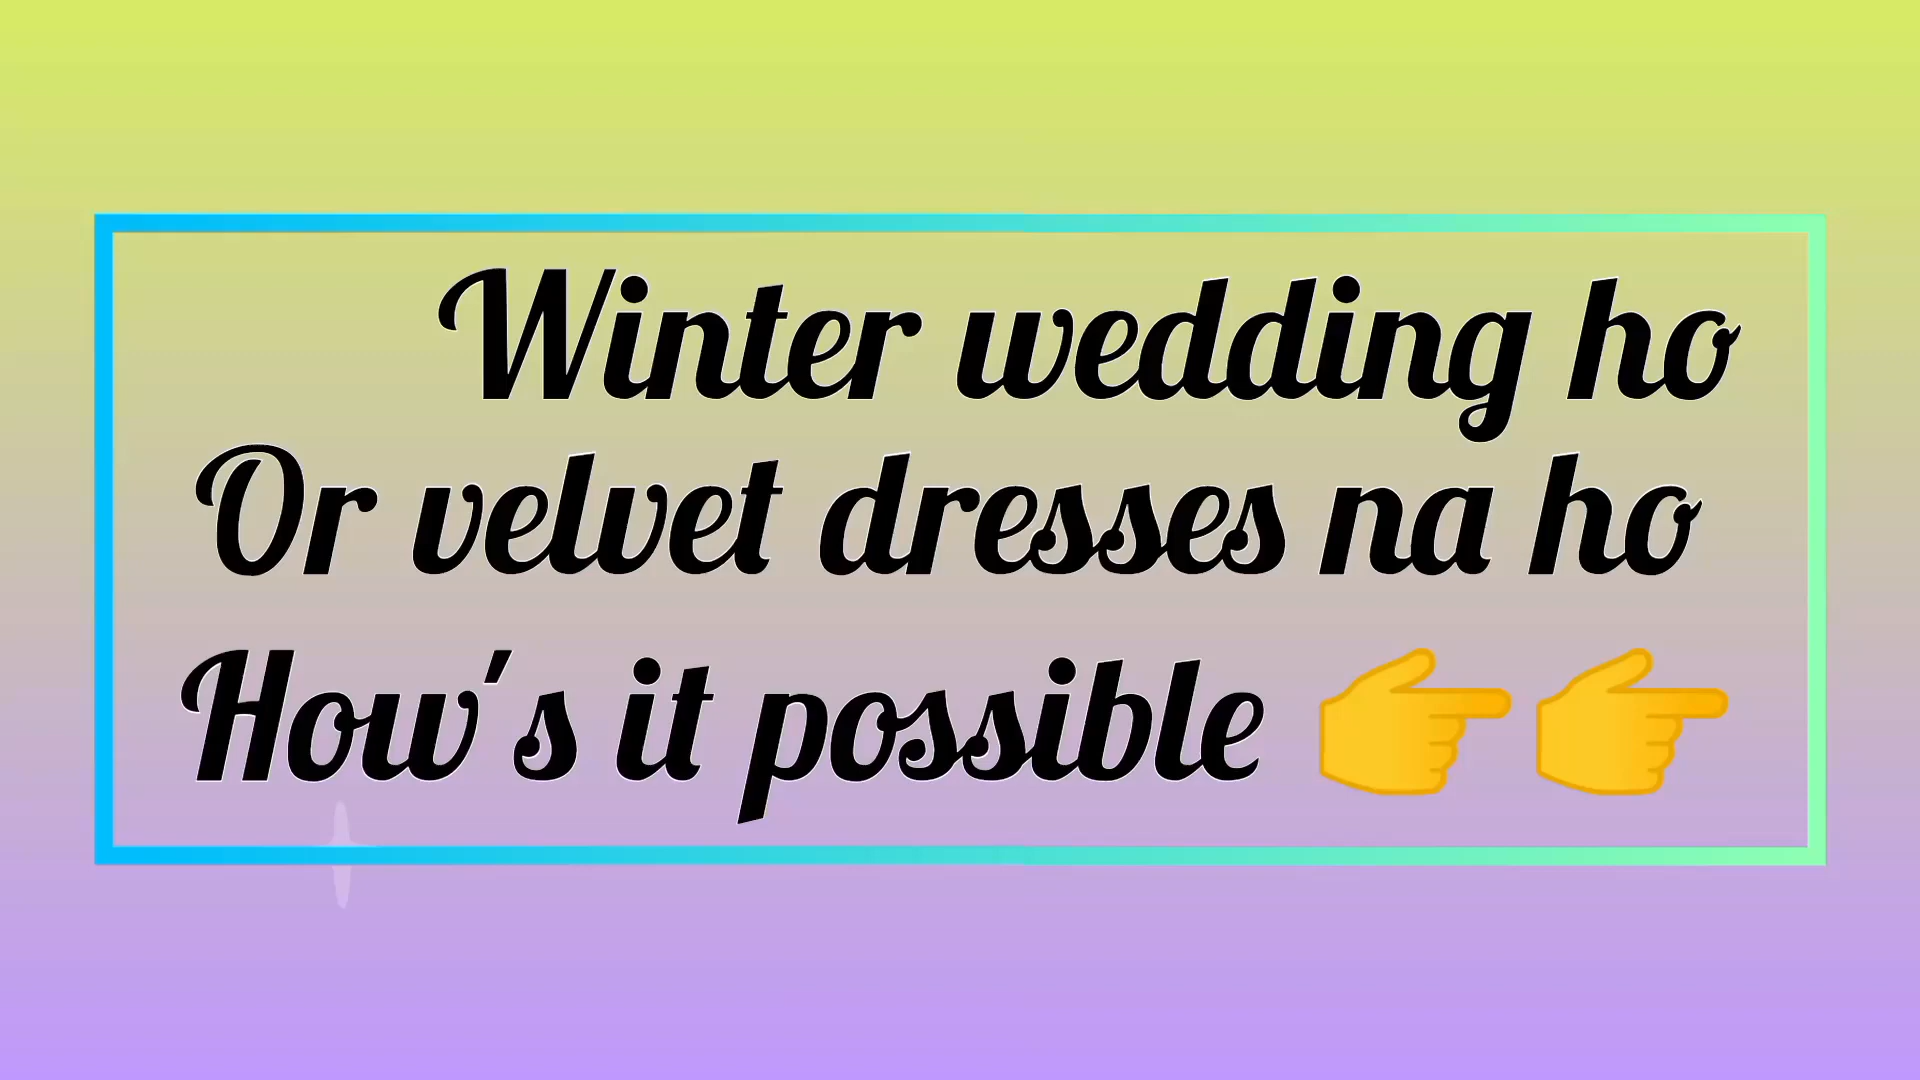 Winter wedding ho
Or velvet dresses na ho
How's it possible 👉👉